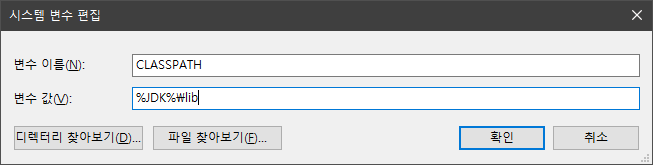 시스템 변수 편집
변수 이름(N): CLASSPATH
변수 값(V): %JDK%₩lib
디렉터리 찾아보기(D)... 파일 찾아보기(F)... 확인 취소